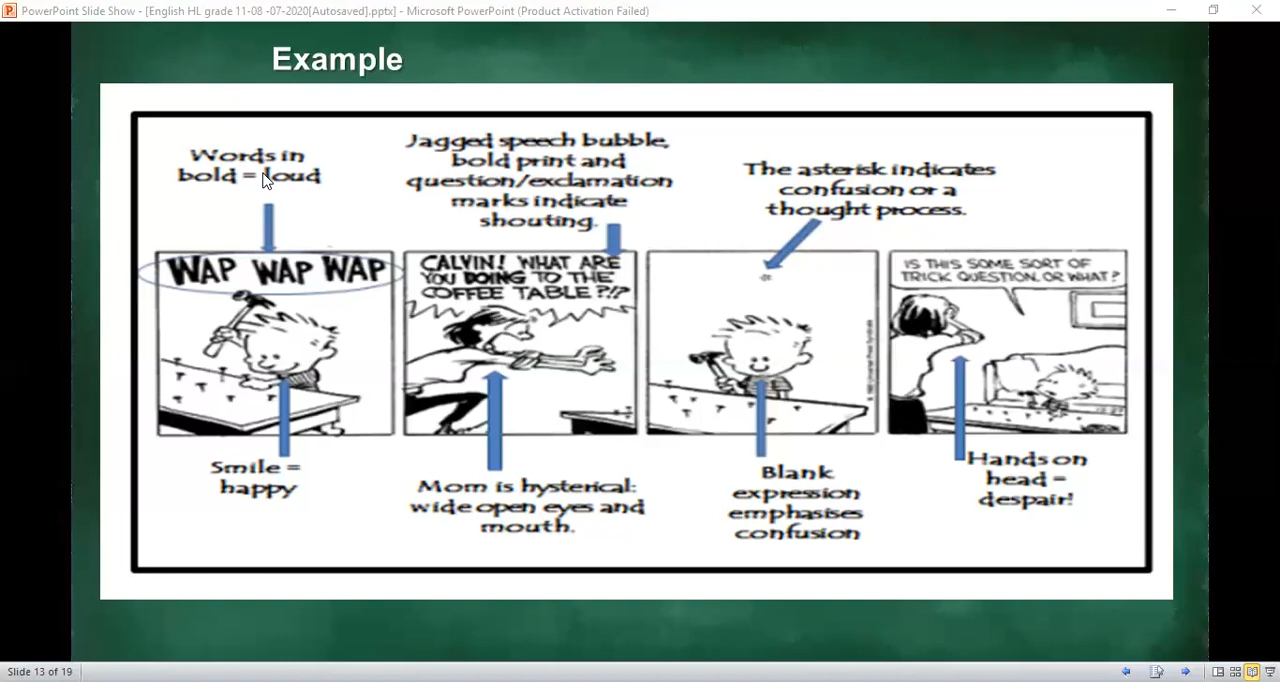 PowerPoint Slide Show - [English HL grade 11-08 -07-2020[Autosaved].pptx] - Microsoft PowerPoint (Product Activation Failed)
Example
Words in
bold = loud
Jagged speech bubble,
bold print and
question/exclamation
marks indicate
shouting.
The asterisk indicates
confusion or a
thought process.
WAP WAP WAP
CALVIN! WHAT ARE
YOU DOING TO THE
COFFEE TABLE?!?
IS THIS SOME SORT OF
TRICK QUESTION, OR WHAT?
Smile =
happy
Mom is hysterical:
wide open eyes and
mouth.
Blank
expression
emphasises
confusion
Hands on
head =
despair!
Slide 13 of 19